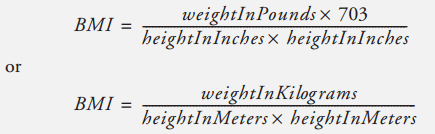 BMI = weightInPounds × 703 / heightInInches × heightInInches
or
BMI = weightInKilograms / heightInMeters × heightInMeters